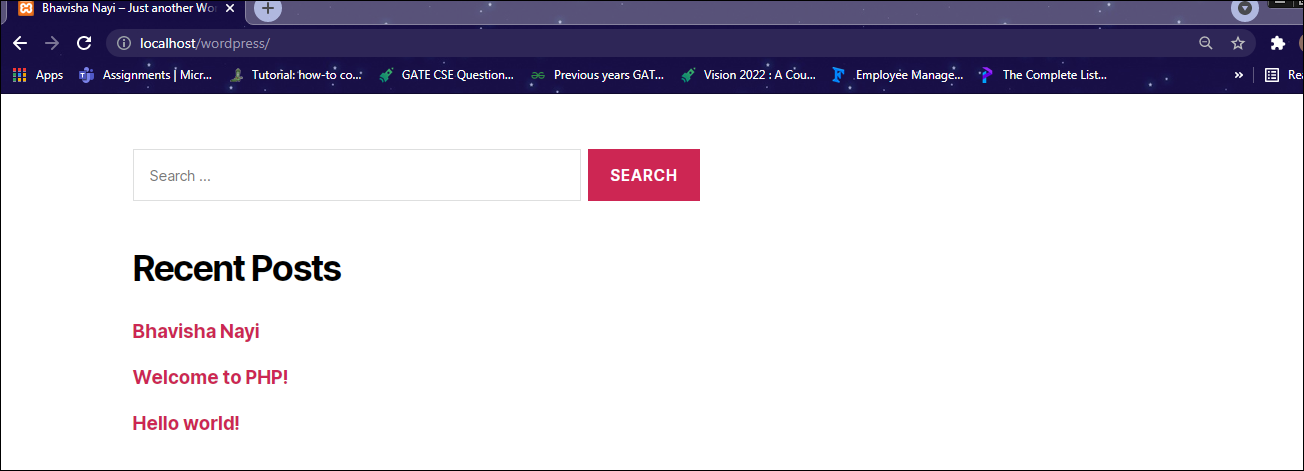 Bhavisha Nayi – Just another Wo
localhost/wordpress/
Apps Assignments | Micr... Tutorial: how-to co... GATE CSE Question... Previous years GAT... Vision 2022 : A Cou... Employee Manage... The Complete List... » Rea
Search ... SEARCH
Recent Posts
Bhavisha Nayi
Welcome to PHP!
Hello world!